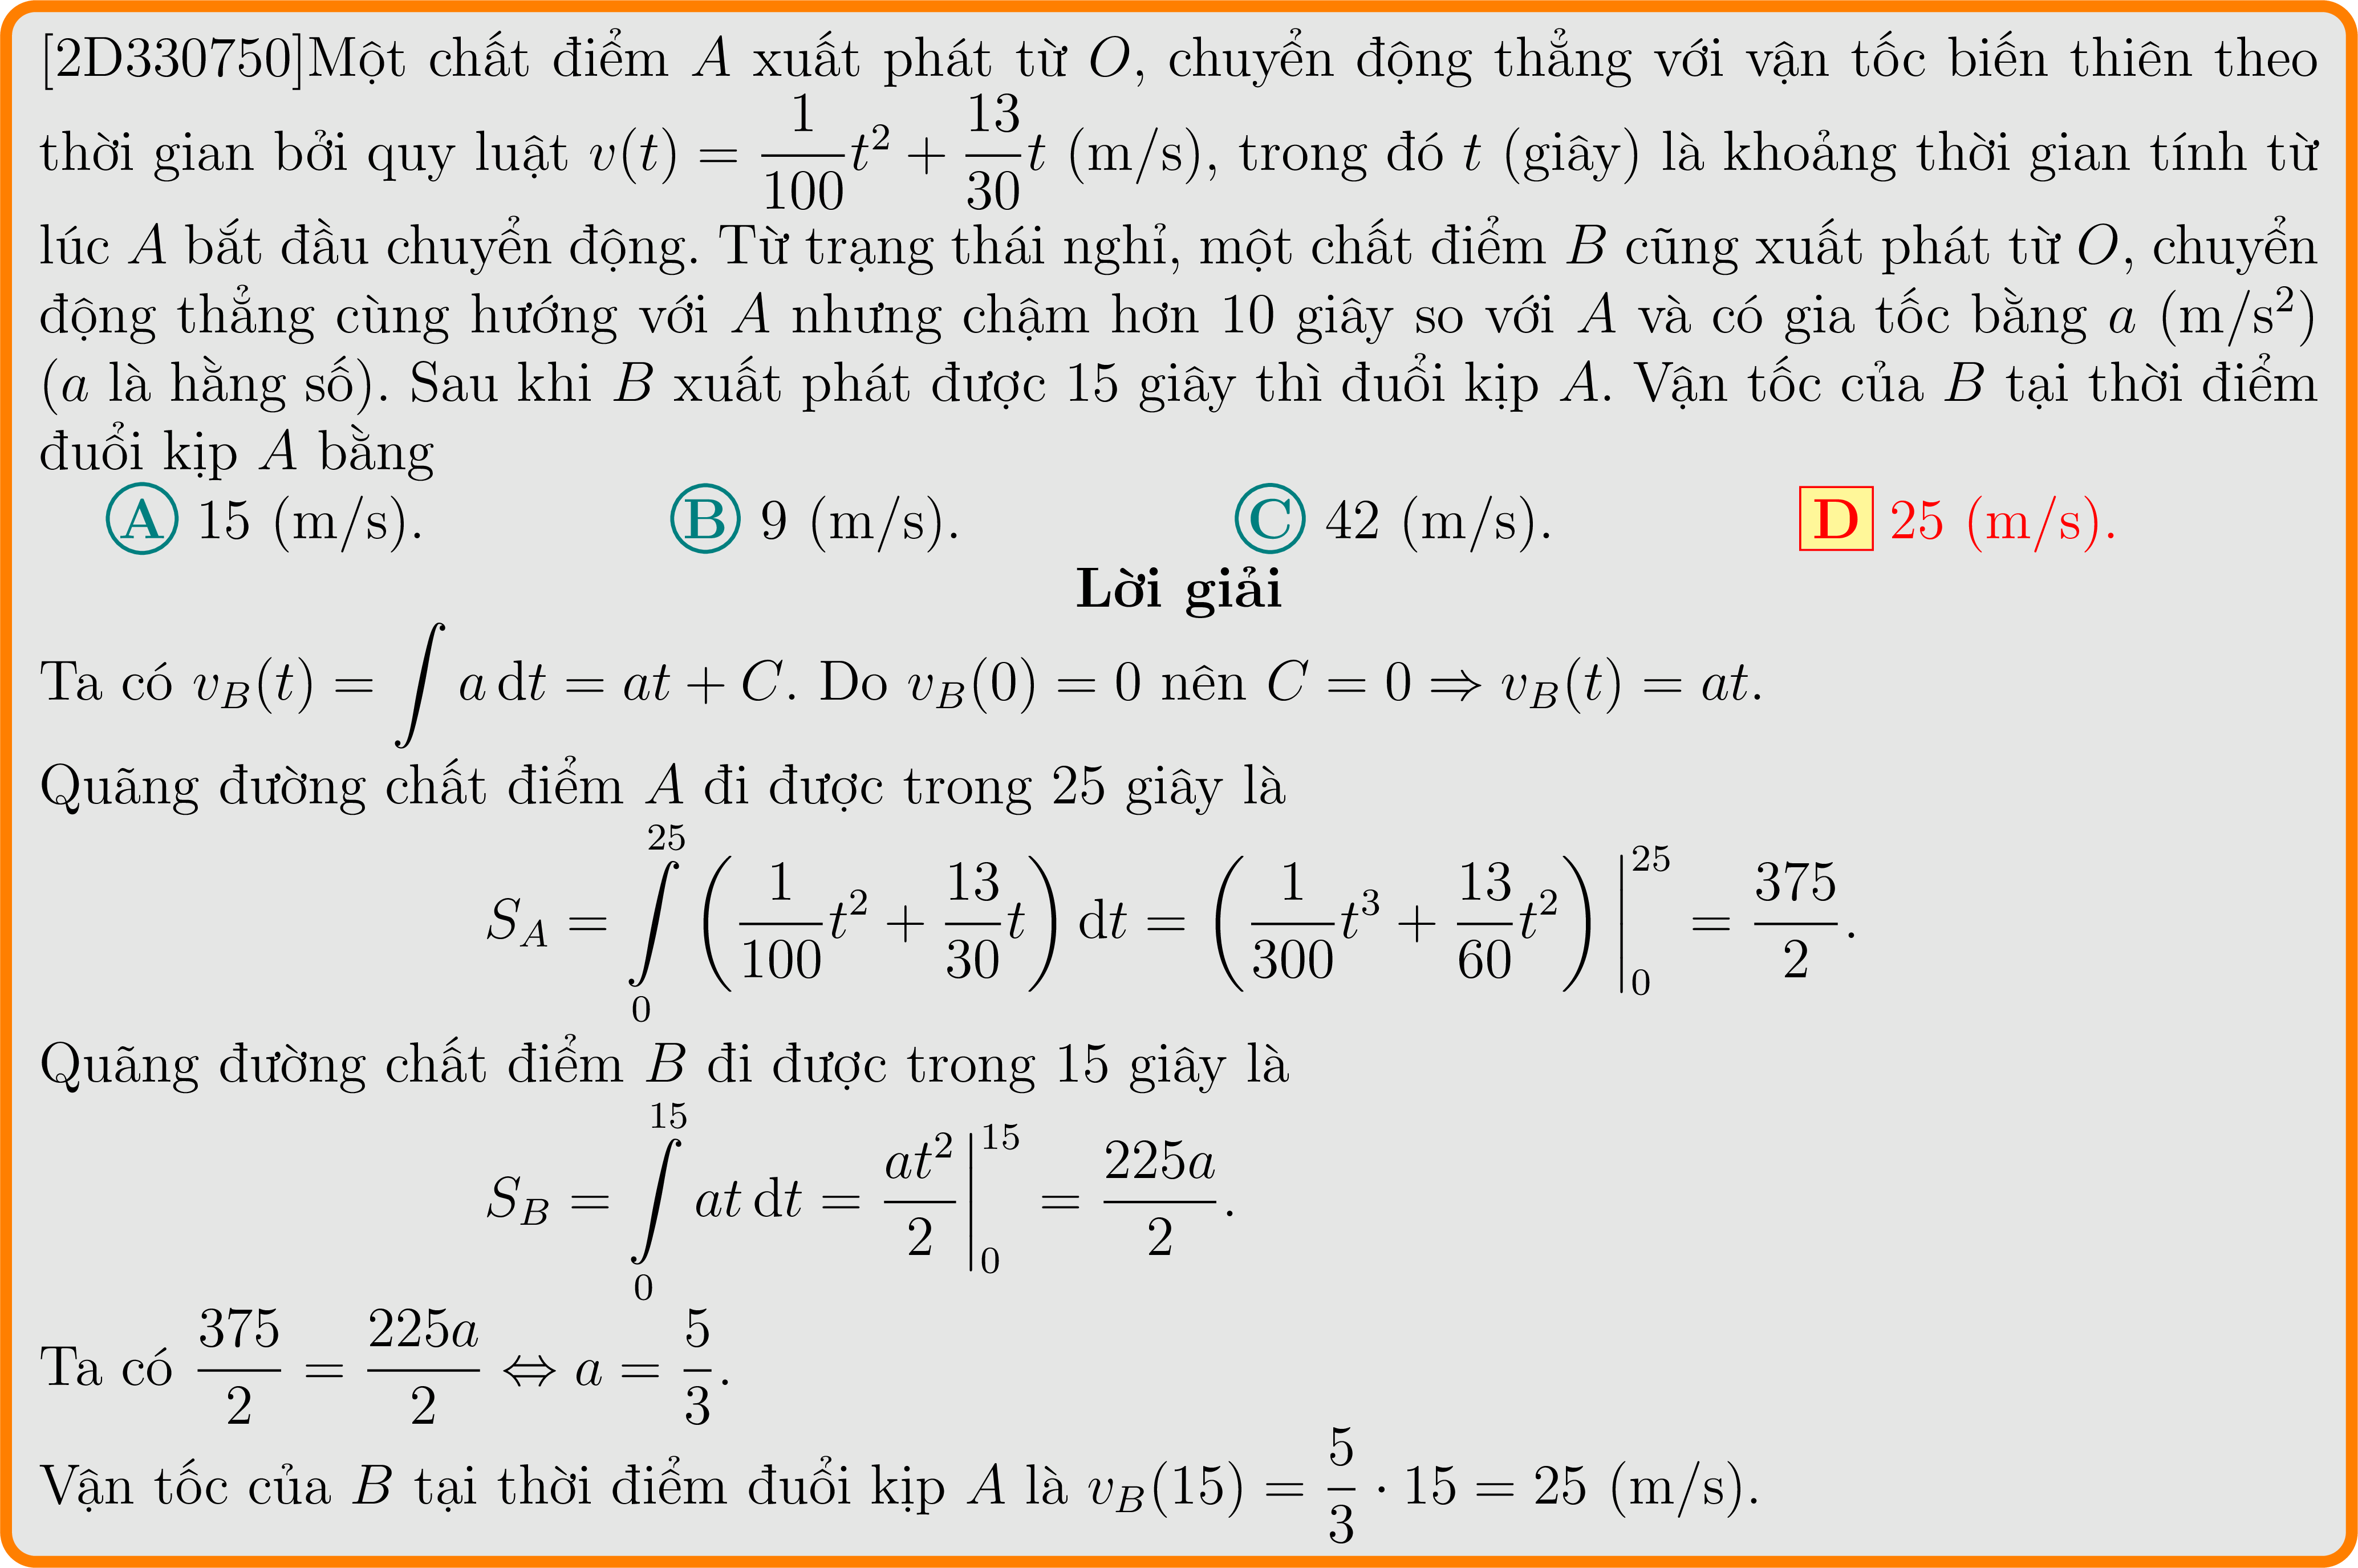 [2D330750]Một chất điểm A xuất phát từ O, chuyển động thẳng với vận tốc biến thiên theo
thời gian bởi quy luật v(t) = \frac{1}{100}t^2 + \frac{13}{30}t (m/s), trong đó t (giây) là khoảng thời gian tính từ
lúc A bắt đầu chuyển động. Từ trạng thái nghỉ, một chất điểm B cũng xuất phát từ O, chuyển
động thẳng cùng hướng với A nhưng chậm hơn 10 giây so với A và có gia tốc bằng a (m/s²)
(a là hằng số). Sau khi B xuất phát được 15 giây thì đuổi kịp A. Vận tốc của B tại thời điểm
đuổi kịp A bằng
A 15 (m/s). B 9 (m/s). C 42 (m/s). D 25 (m/s).
Lời giải
Ta có v_B(t) = \int a dt = at + C. Do v_B(0) = 0 nên C = 0 ⇒ v_B(t) = at.
Quãng đường chất điểm A đi được trong 25 giây là
S_A = \int_0^{25} \left( \frac{1}{100}t^2 + \frac{13}{30}t \right) dt = \left( \frac{1}{300}t^3 + \frac{13}{60}t^2 \right) \Big|_0^{25} = \frac{375}{2}.
Quãng đường chất điểm B đi được trong 15 giây là
S_B = \int_0^{15} at dt = \frac{at^2}{2} \Big|_0^{15} = \frac{225a}{2}.
Ta có \frac{375}{2} = \frac{225a}{2} ⇔ a = \frac{5}{3}.
Vận tốc của B tại thời điểm đuổi kịp A là v_B(15) = \frac{5}{3} · 15 = 25 (m/s).